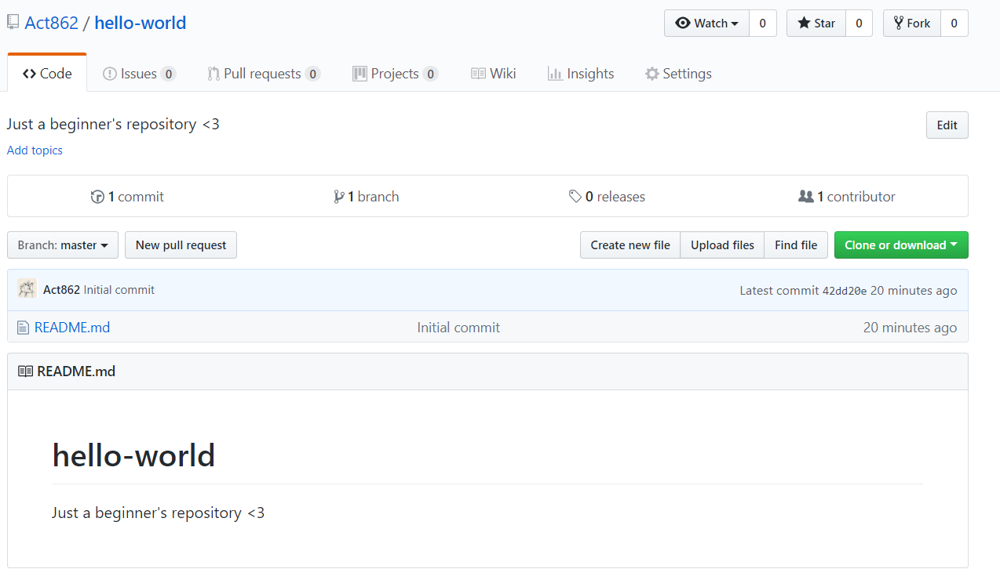 Act862 / hello-world Watch 0 Star 0 Fork 0
Code Issues 0 Pull requests 0 Projects 0 Wiki Insights Settings
Just a beginner's repository <3 Edit
Add topics
1 commit 1 branch 0 releases 1 contributor
Branch: master New pull request Create new file Upload files Find file Clone or download
Act862 Initial commit Latest commit 42dd20e 20 minutes ago
README.md Initial commit 20 minutes ago
README.md
hello-world
Just a beginner's repository <3